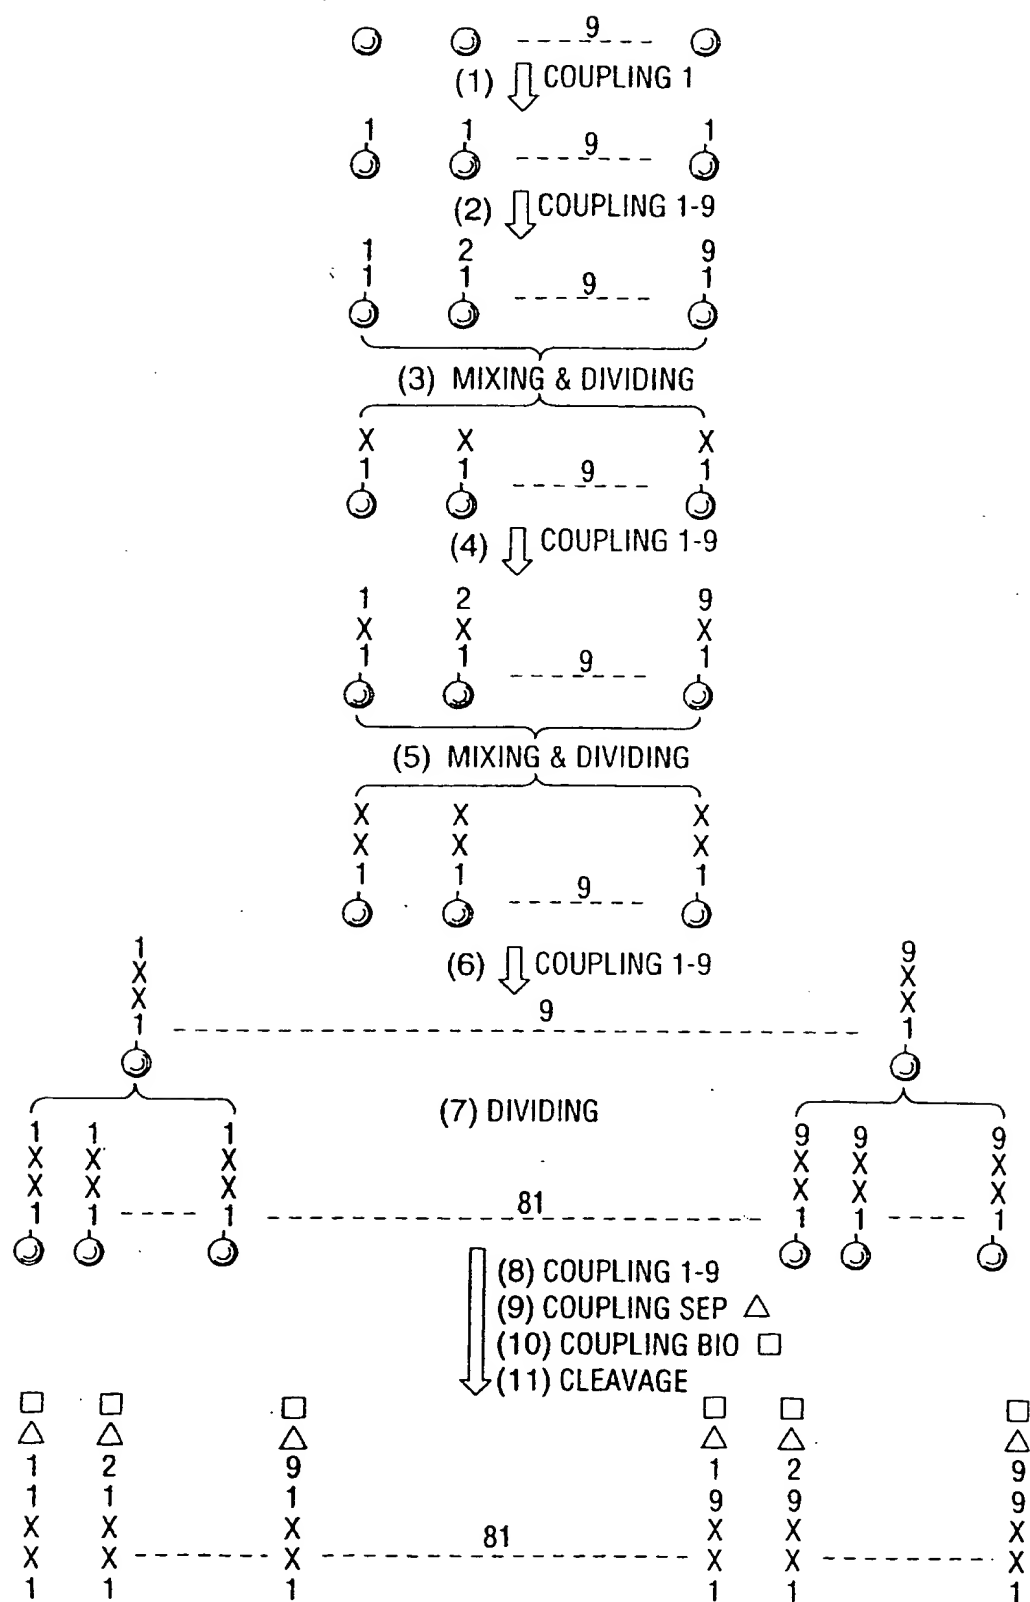 9
(1) COUPLING 1
1 1 1
9
(2) COUPLING 1-9
1 2 9
1 1 1
9
(3) MIXING & DIVIDING
X X X
1 1 1
9
(4) COUPLING 1-9
1 2 9
X X X
1 1 1
9
(5) MIXING & DIVIDING
X X X
X X X
1 1 1
9
(6) COUPLING 1-9
1 9
X X
X X
1 1
9
(7) DIVIDING
1 1 1 9 9 9
X X X X X X
X X X X X X
1 1 1 1 1 1
81
(8) COUPLING 1-9
(9) COUPLING SEP △
(10) COUPLING BIO □
(11) CLEAVAGE
□ □ □ □ □ □
△ △ △ △ △ △
1 2 9 1 2 9
1 1 1 9 9 9
X X X X X X
81
X X X X X X
1 1 1 1 1 1